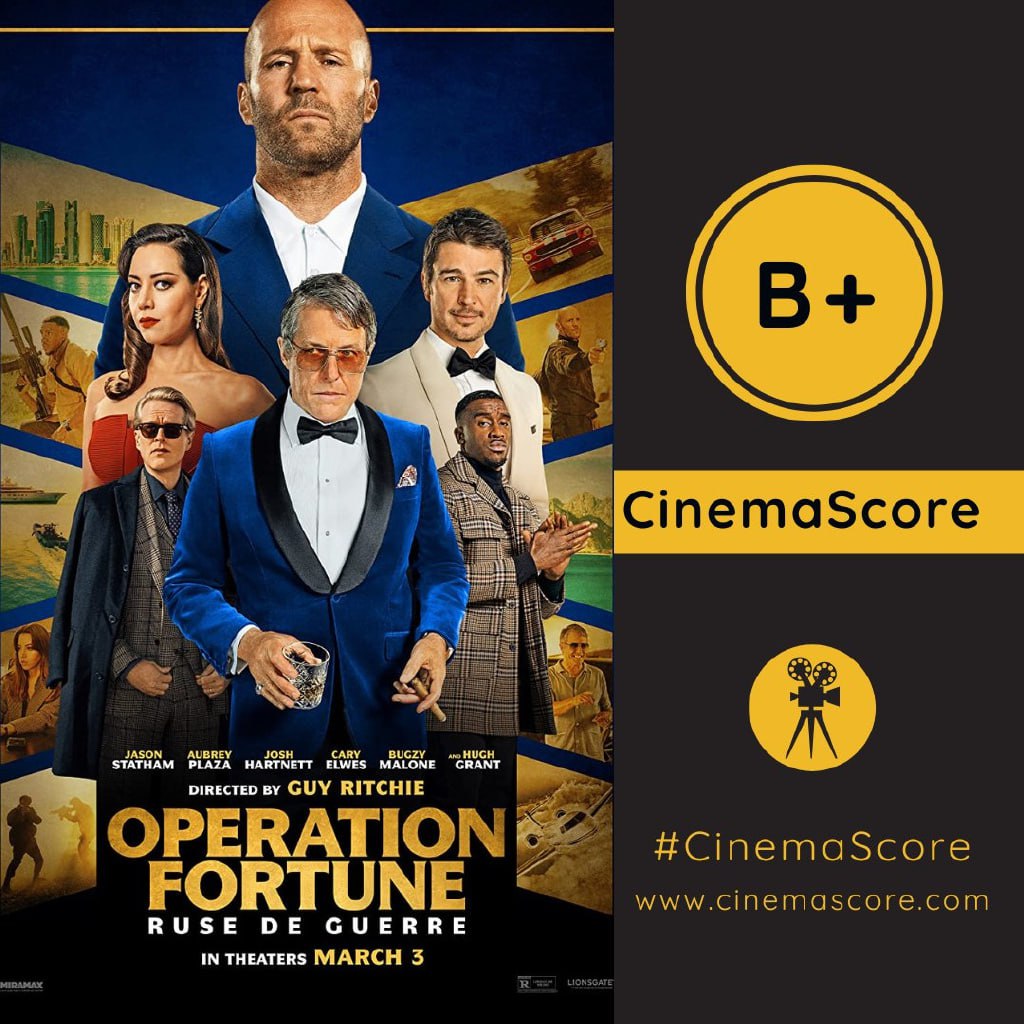 JASON STATHAM
AUBREY PLAZA
JOSH HARTNETT
CARY ELWES
BUGZY MALONE
AND HUGH GRANT
DIRECTED BY GUY RITCHIE
OPERATION
FORTUNE
RUSE DE GUERRE
IN THEATERS MARCH 3
MIRAMAX
R
LIONSGATE
B+
CinemaScore
#CinemaScore
www.cinemascore.com